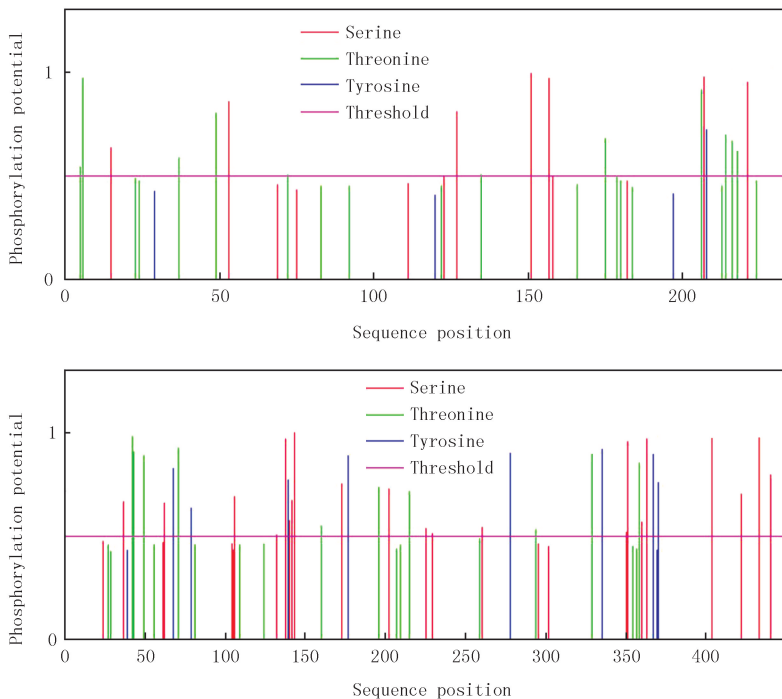 Phosphorylation potential
1
0
Serine
Threonine
Tyrosine
Threshold
0 50 100 150 200
Sequence position
Phosphorylation potential
1
0
Serine
Threonine
Tyrosine
Threshold
0 50 100 150 200 250 300 350 400
Sequence position